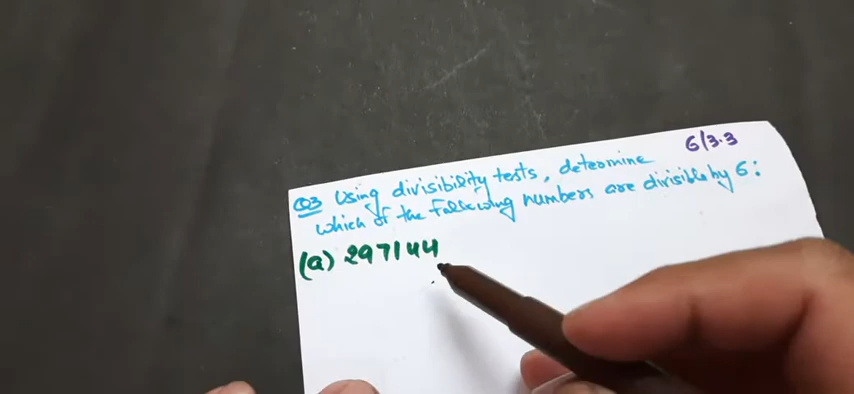 6/3.3
Q3 Using divisibility tests, determine
which of the following numbers are divisible by 6:
(a) 297144